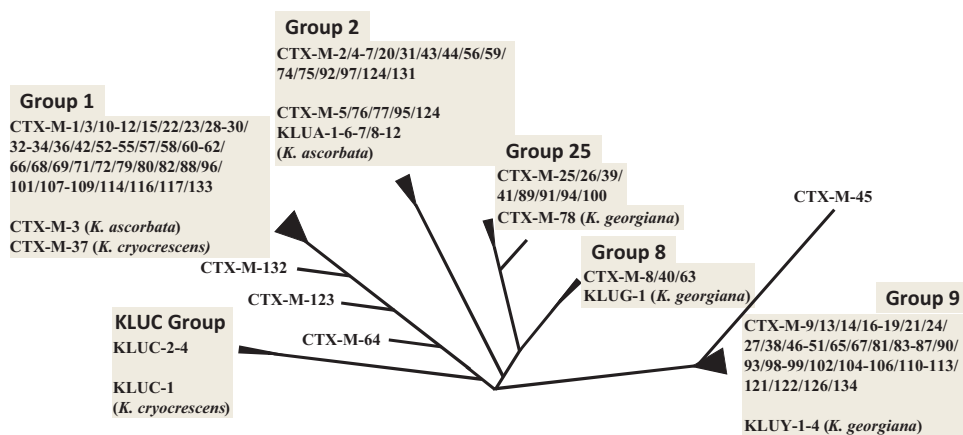 Group 1
CTX-M-1/3/10-12/15/22/23/28-30/
32-34/36/42/52-55/57/58/60-62/
66/68/69/71/72/79/80/82/88/96/
101/107-109/114/116/117/133
CTX-M-3 (K. ascorbata)
CTX-M-37 (K. cryocrescens)
Group 2
CTX-M-2/4-7/20/31/43/44/56/59/
74/75/92/97/124/131
CTX-M-5/76/77/95/124
KLUA-1-6-7/8-12
(K. ascorbata)
Group 25
CTX-M-25/26/39/
41/89/91/94/100
CTX-M-78 (K. georgiana)
CTX-M-45
Group 8
CTX-M-8/40/63
KLUG-1 (K. georgiana)
CTX-M-132
CTX-M-123
CTX-M-64
KLUC Group
KLUC-2-4
KLUC-1
(K. cryocrescens)
Group 9
CTX-M-9/13/14/16-19/21/24/
27/38/46-51/65/67/81/83-87/90/
93/98-99/102/104-106/110-113/
121/122/126/134
KLUY-1-4 (K. georgiana)